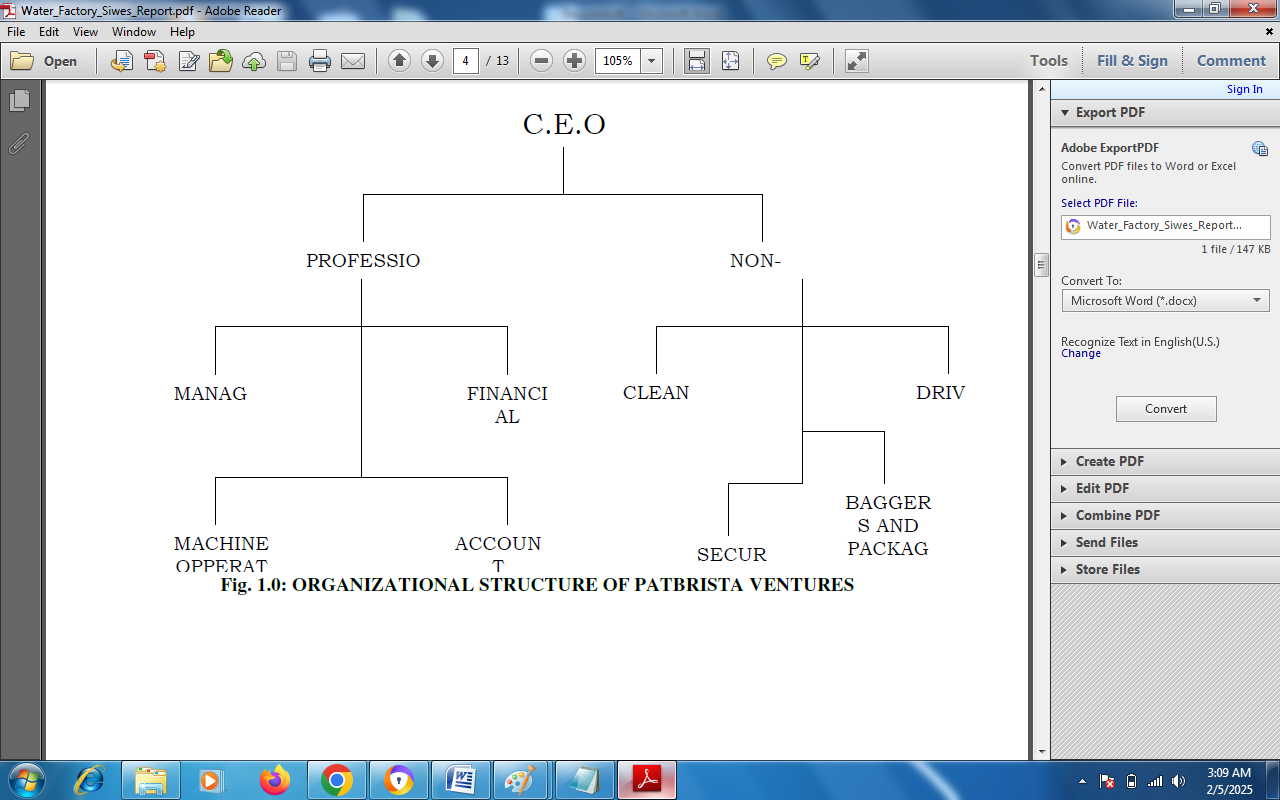 Water_Factory_Siwes_Report.pdf - Adobe Reader
File Edit View Window Help
Open 4 / 13 105% Tools Fill & Sign Comment
Sign In
Export PDF
Adobe ExportPDF
Convert PDF files to Word or Excel
online.
Select PDF File:
Water_Factory_Siwes_Report...
1 file / 147 KB
Convert To:
Microsoft Word (*.docx)
Recognize Text in English(U.S.)
Change
Convert
Create PDF
Edit PDF
Combine PDF
Send Files
Store Files
C.E.O
PROFESSIO
NON-
MANAG
FINANCI
AL
CLEAN
DRIV
MACHINE
OPPERAT
ACCOUN
T
SECUR
BAGGER
S AND
PACKAG
Fig. 1.0: ORGANIZATIONAL STRUCTURE OF PATBRISTA VENTURES
3:09 AM
2/5/2025